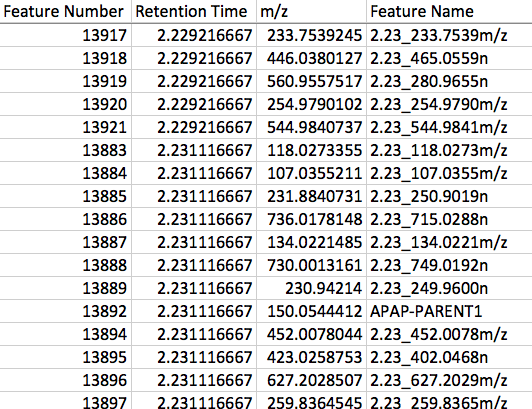 Feature Number Retention Time m/z Feature Name
13917 2.229216667 233.7539245 2.23_233.7539m/z
13918 2.229216667 446.0380127 2.23_465.0559n
13919 2.229216667 560.9557517 2.23_280.9655n
13920 2.229216667 254.9790102 2.23_254.9790m/z
13921 2.229216667 544.9840737 2.23_544.9841m/z
13883 2.231116667 118.0273355 2.23_118.0273m/z
13884 2.231116667 107.0355211 2.23_107.0355m/z
13885 2.231116667 231.8840731 2.23_250.9019n
13886 2.231116667 736.0178148 2.23_715.0288n
13887 2.231116667 134.0221485 2.23_134.0221m/z
13888 2.231116667 730.0013161 2.23_749.0192n
13889 2.231116667 230.94214 2.23_249.9600n
13892 2.231116667 150.0544412 APAP-PARENT1
13894 2.231116667 452.0078044 2.23_452.0078m/z
13895 2.231116667 423.0258753 2.23_402.0468n
13896 2.231116667 627.2028507 2.23_627.2029m/z
13897 2.231116667 259.8364545 2.23_259.8365m/z